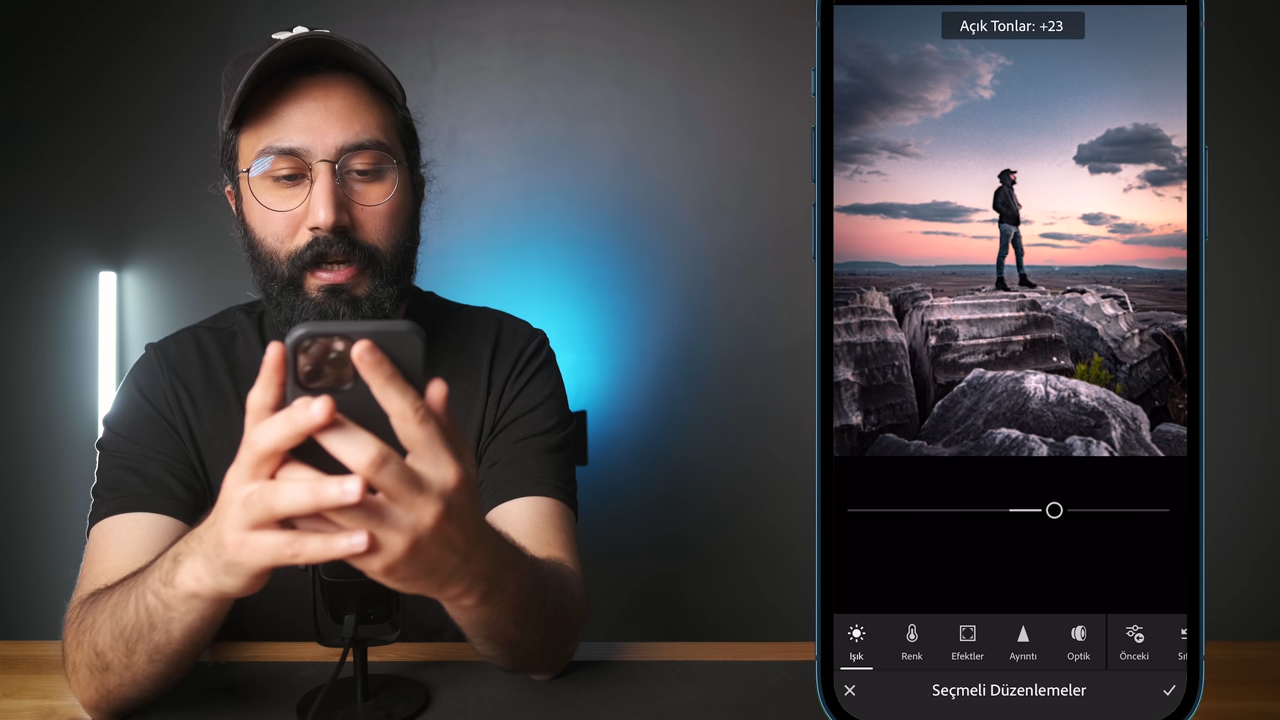 Açık Tonlar: +23
Işık
Renk
Efektler
Ayrıntı
Optik
Önceki
Seçmeli Düzenlemeler